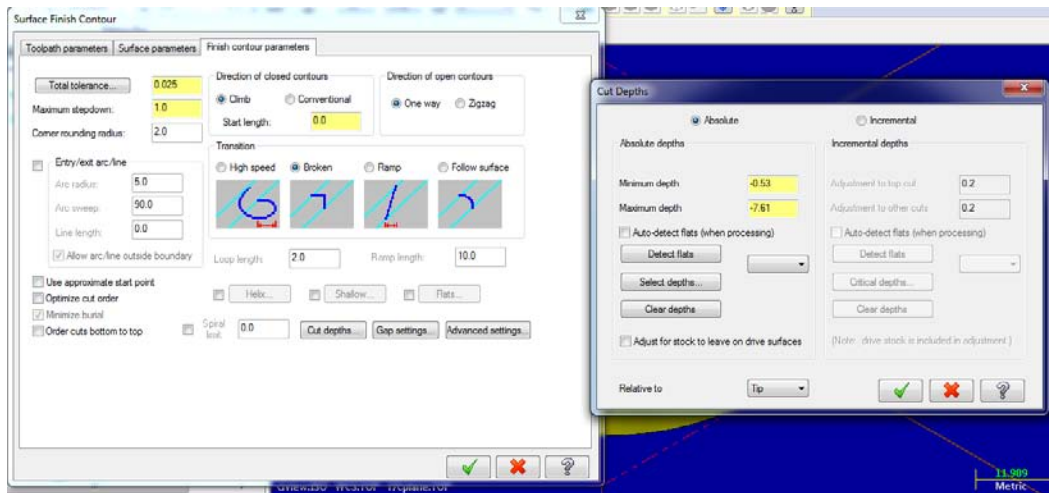 Surface Finish Contour
Toolpath parameters Surface parameters Finish contour parameters
Total tolerance... 0.025
Maximum stepdown: 1.0
Corner rounding radius: 2.0
Direction of closed contours
Climb Conventional
Start length: 0.0
Direction of open contours
One way Zigzag
Entry/exit arc/line
Arc radius: 5.0
Arc sweep: 90.0
Line length: 0.0
Allow arc/line outside boundary
Transition
High speed Broken Ramp Follow surface
Loop length: 2.0 Ramp length: 10.0
Use approximate start point
Optimize cut order
Minimize burial
Order cuts bottom to top
Helix... Shallow... Flats...
Spiral limit: 0.0 Cut depths... Gap settings... Advanced settings...
Cut Depths
Absolute Incremental
Absolute depths
Minimum depth -0.53
Maximum depth -7.61
Auto-detect flats (when processing)
Detect flats
Select depths...
Clear depths
Adjust for stock to leave on drive surfaces
Incremental depths
Adjustment to top cut 0.2
Adjustment to other cuts 0.2
Auto-detect flats (when processing)
Detect flats
Critical depths...
Clear depths
(Note: drive stock is included in adjustment.)
Relative to Tip
11.989
Metric